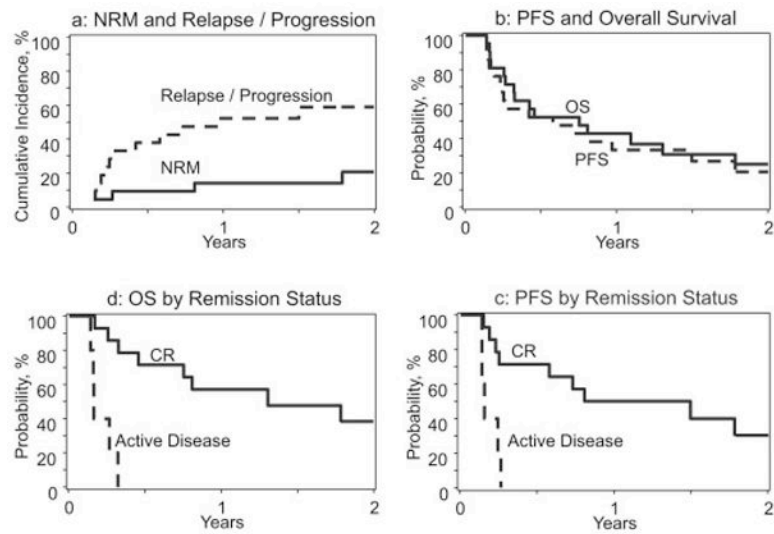 a: NRM and Relapse / Progression
Cumulative Incidence, %
100
80
60
40
20
0
Relapse / Progression
NRM
0
1
2
Years
b: PFS and Overall Survival
Probability, %
100
80
60
40
20
0
OS
PFS
0
1
2
Years
d: OS by Remission Status
Probability, %
100
80
60
40
20
0
CR
Active Disease
0
1
2
Years
c: PFS by Remission Status
Probability, %
100
80
60
40
20
0
CR
Active Disease
0
1
2
Years